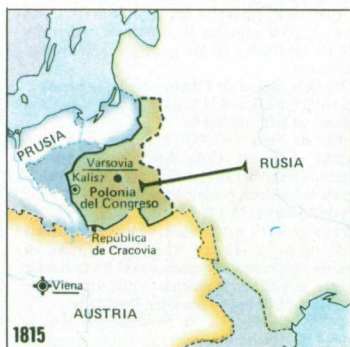 PRUSIA
Varsovia
Kalisz
Polonia
del Congreso
RUSIA
República
de Cracovia
Viena
AUSTRIA
1815